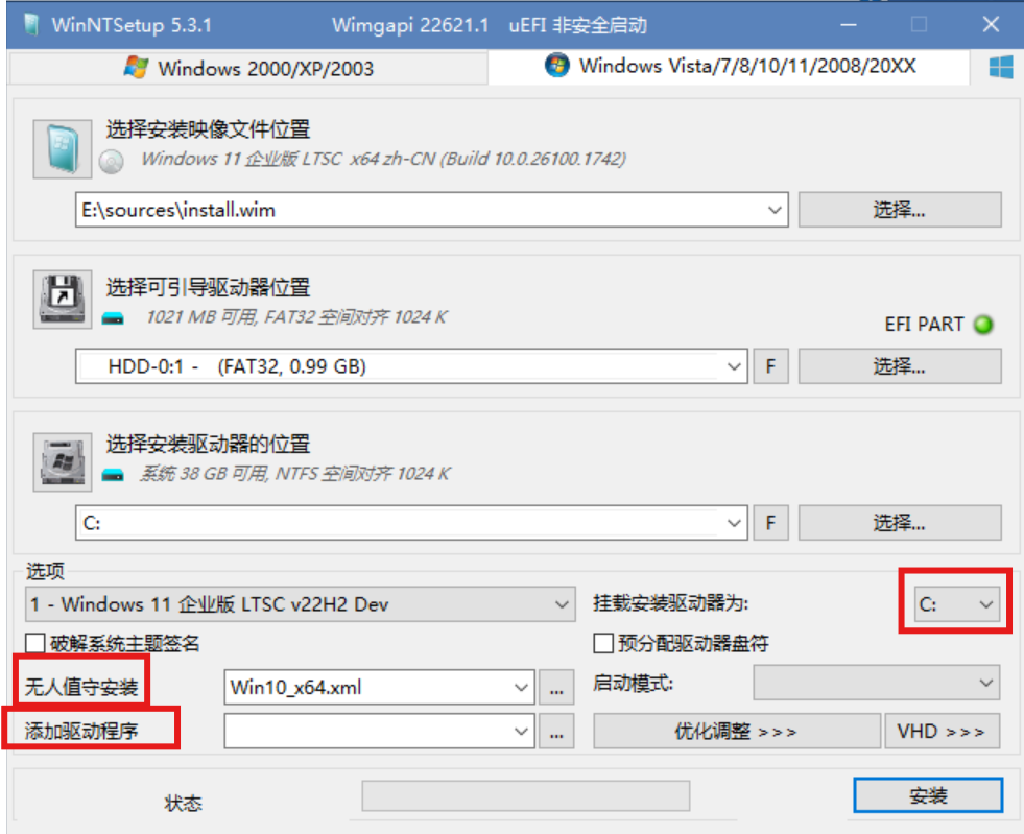 WinNTSetup 5.3.1 Wimgapi 22621.1 uEFI 非安全启动
Windows 2000/XP/2003 Windows Vista/7/8/10/11/2008/20XX
选择安装映像文件位置
Windows 11 企业版 LTSC x64 zh-CN (Build 10.0.26100.1742)
E:\sources\install.wim 选择...
选择可引导驱动器位置
1021 MB 可用, FAT32 空间对齐 1024 K
EFI PART
HDD-0:1 - (FAT32, 0.99 GB) F 选择...
选择安装驱动器的位置
系统 38 GB 可用, NTFS 空间对齐 1024 K
C: F 选择...
选项
1 - Windows 11 企业版 LTSC v22H2 Dev 挂载安装驱动器为: C:
破解系统主题签名 预分配驱动器盘符
无人值守安装 Win10_x64.xml ... 启动模式:
添加驱动程序 ... 优化调整 >>> VHD >>>
状态 安装